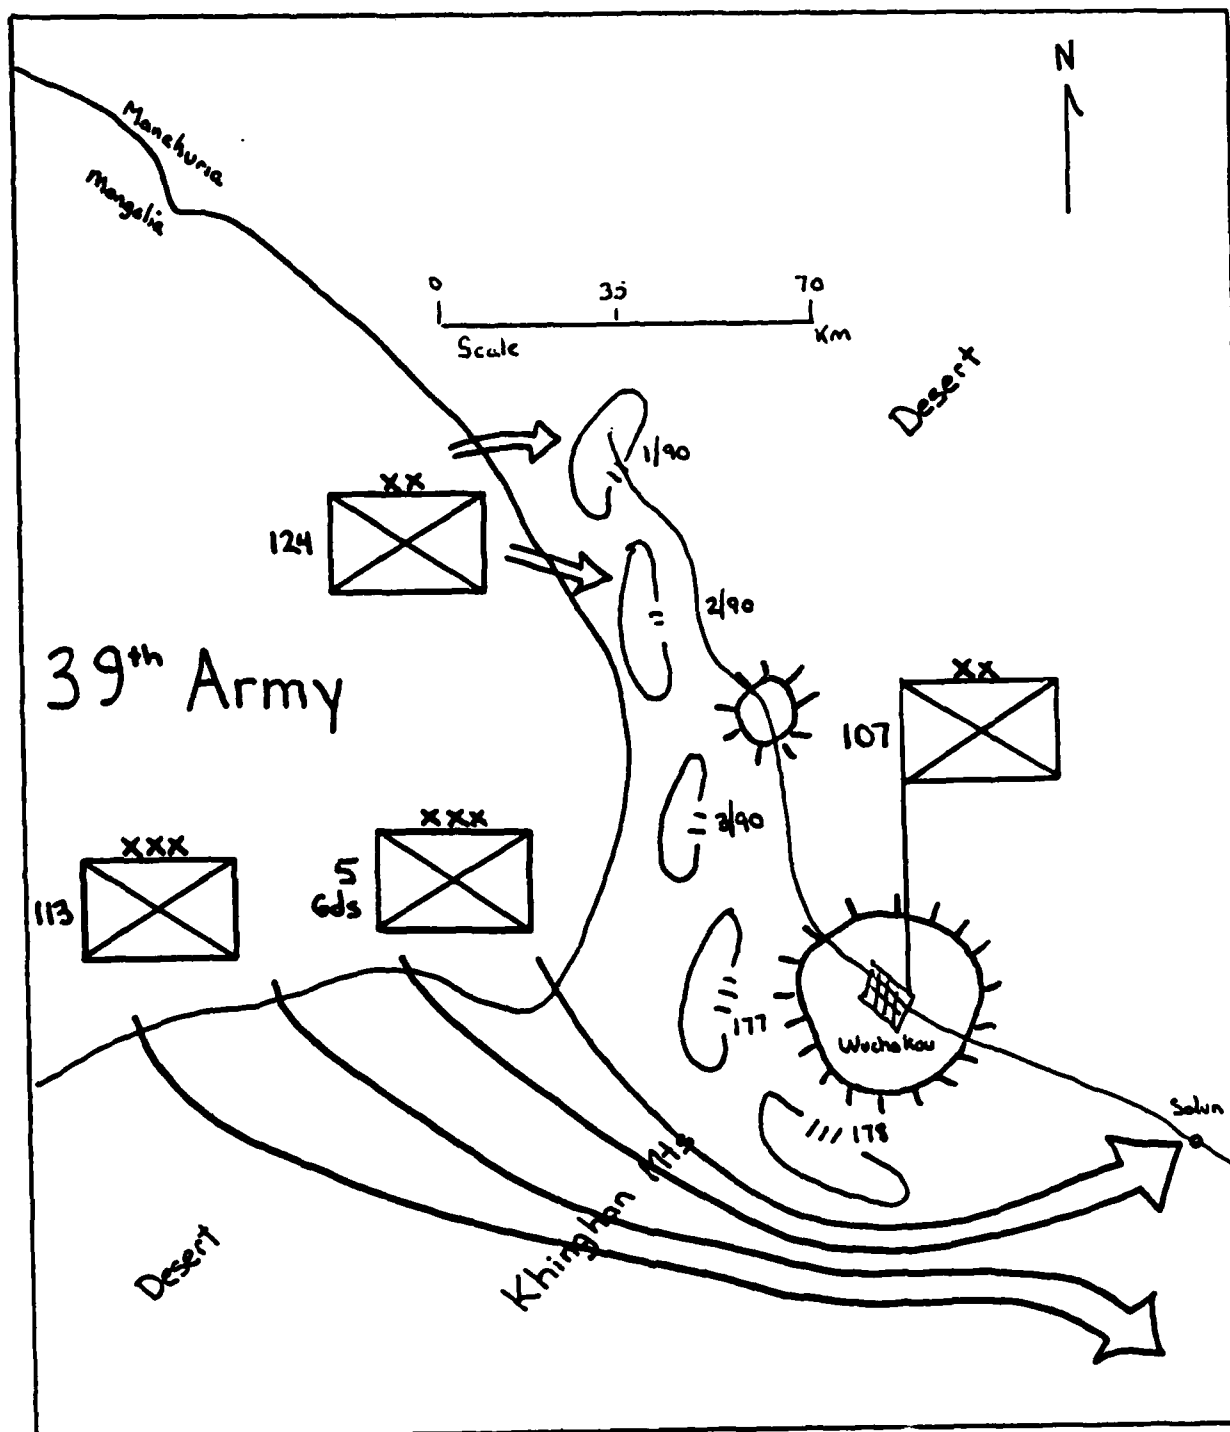 N
Manchuria
Mongolia
0 35 70
Km
Scale
Desert
1/90
XX
124
2/90
39th Army
XX
107
3/90
XXX
5
Gds
XXX
113
177
Wuchakou
178
Solun
Khinghan Mts
Desert